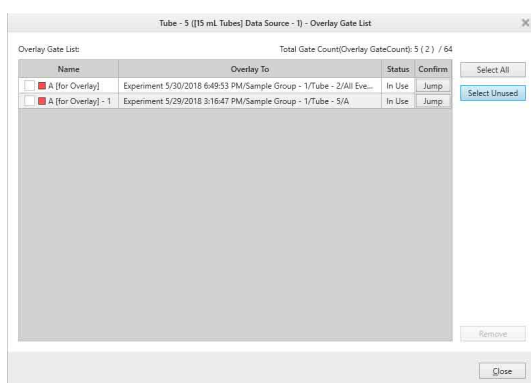 Tube - 5 ([15 mL Tubes] Data Source - 1) - Overlay Gate List
Overlay Gate List: Total Gate Count(Overlay GateCount): 5 ( 2 ) / 64
Name Overlay To Status Confirm Select All
A [for Overlay] Experiment 5/30/2018 6:49:53 PM/Sample Group - 1/Tube - 2/All Eve... In Use Jump
Select Unused
A [for Overlay] - 1 Experiment 5/29/2018 3:16:47 PM/Sample Group - 1/Tube - 5/A In Use Jump
Remove
Close